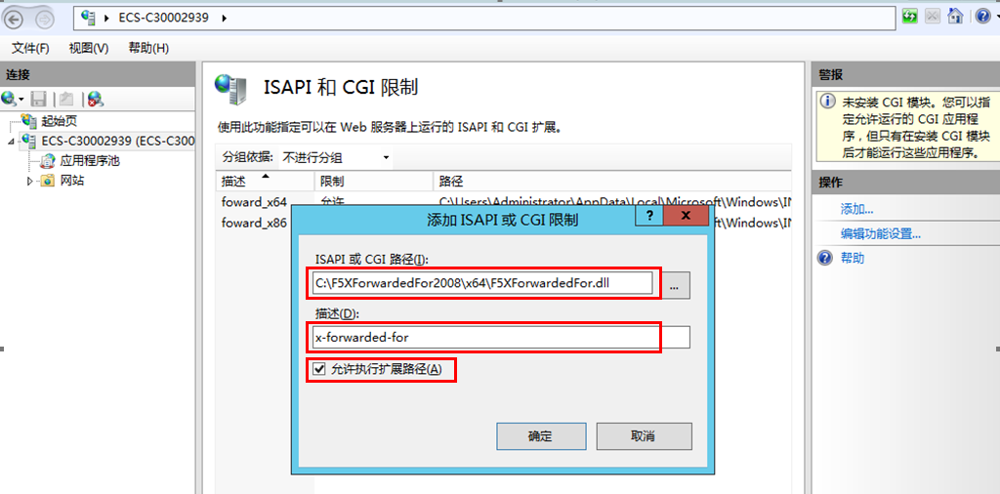 ECS-C30002939
文件(F) 视图(V) 帮助(H)
连接
起始页
ECS-C30002939 (ECS-C300
应用程序池
网站
ISAPI 和 CGI 限制
使用此功能指定可以在 Web 服务器上运行的 ISAPI 和 CGI 扩展。
分组依据: 不进行分组
描述 限制 路径
foward_x64 允许 C:\Users\Administrator\AppData\Local\Microsoft\Windows\IN
foward_x86 ft\Windows\IN
添加 ISAPI 或 CGI 限制
? x
ISAPI 或 CGI 路径(I):
C:\F5XForwardedFor2008\x64\F5XForwardedFor.dll
...
描述(D):
x-forwarded-for
允许执行扩展路径(A)
确定 取消
警报
未安装 CGI 模块。您可以指
定允许运行的 CGI 应用程
序，但只有在安装 CGI 模块
后才能运行这些应用程序。
操作
添加...
编辑功能设置...
帮助